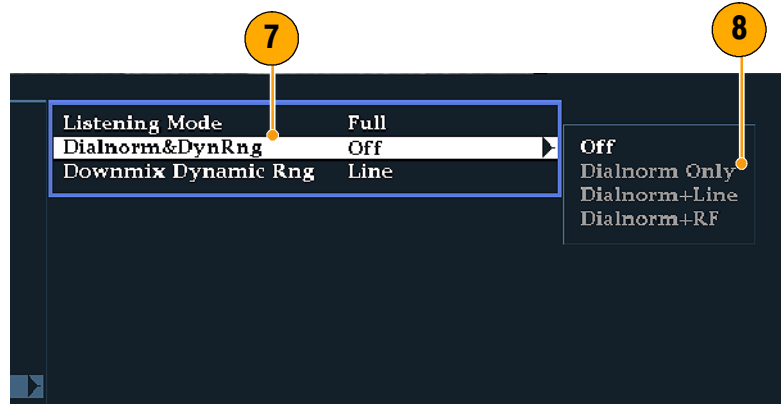 7
8
Listening Mode Full
Dialnorm&DynRng Off
Downmix Dynamic Rng Line
Off
Dialnorm Only
Dialnorm+Line
Dialnorm+RF